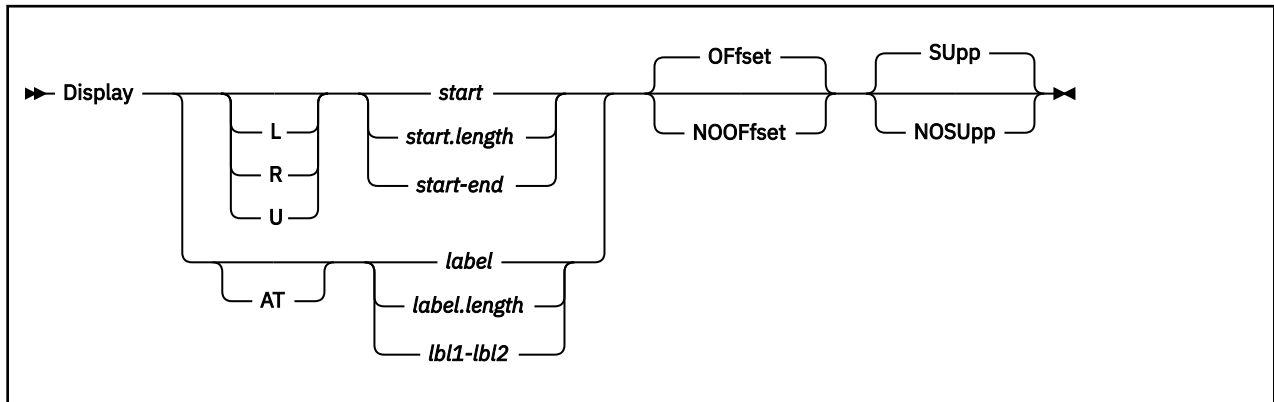 Display
L
R
U
start
start.length
start-end
AT
label
label.length
lbl1-lbl2
OFfset
NOOFfset
SUpp
NOSUpp